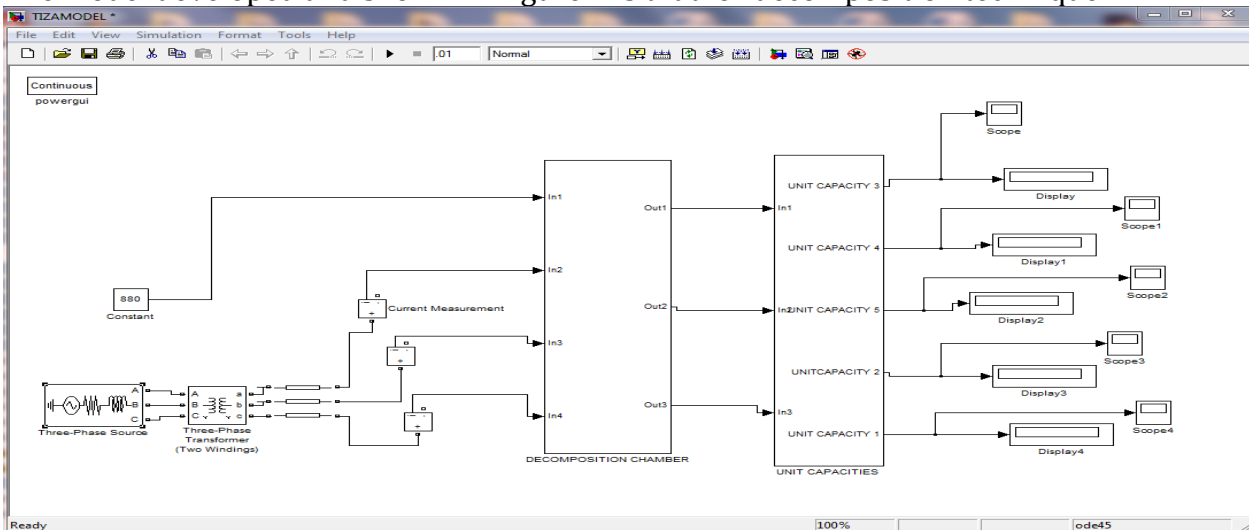 TIZAMODEL *
File Edit View Simulation Format Tools Help
.01 Normal
Continuous
powergui
Scope
UNIT CAPACITY 3
Display
In1
Out1
In1
Scope1
UNIT CAPACITY 4
Display1
In2
880
Constant
Current Measurement
Out2
In2
UNIT CAPACITY 5
Scope2
Display2
In3
UNITCAPACITY 2
Scope3
Display3
A
B
C
Three-Phase Source
A a
B b
C c
Y Y
Three-Phase
Transformer
(Two Windings)
In4
Out3
In3
UNIT CAPACITY 1
Scope4
Display4
DECOMPOSITION CHAMBER
UNIT CAPACITIES
Ready 100% ode45